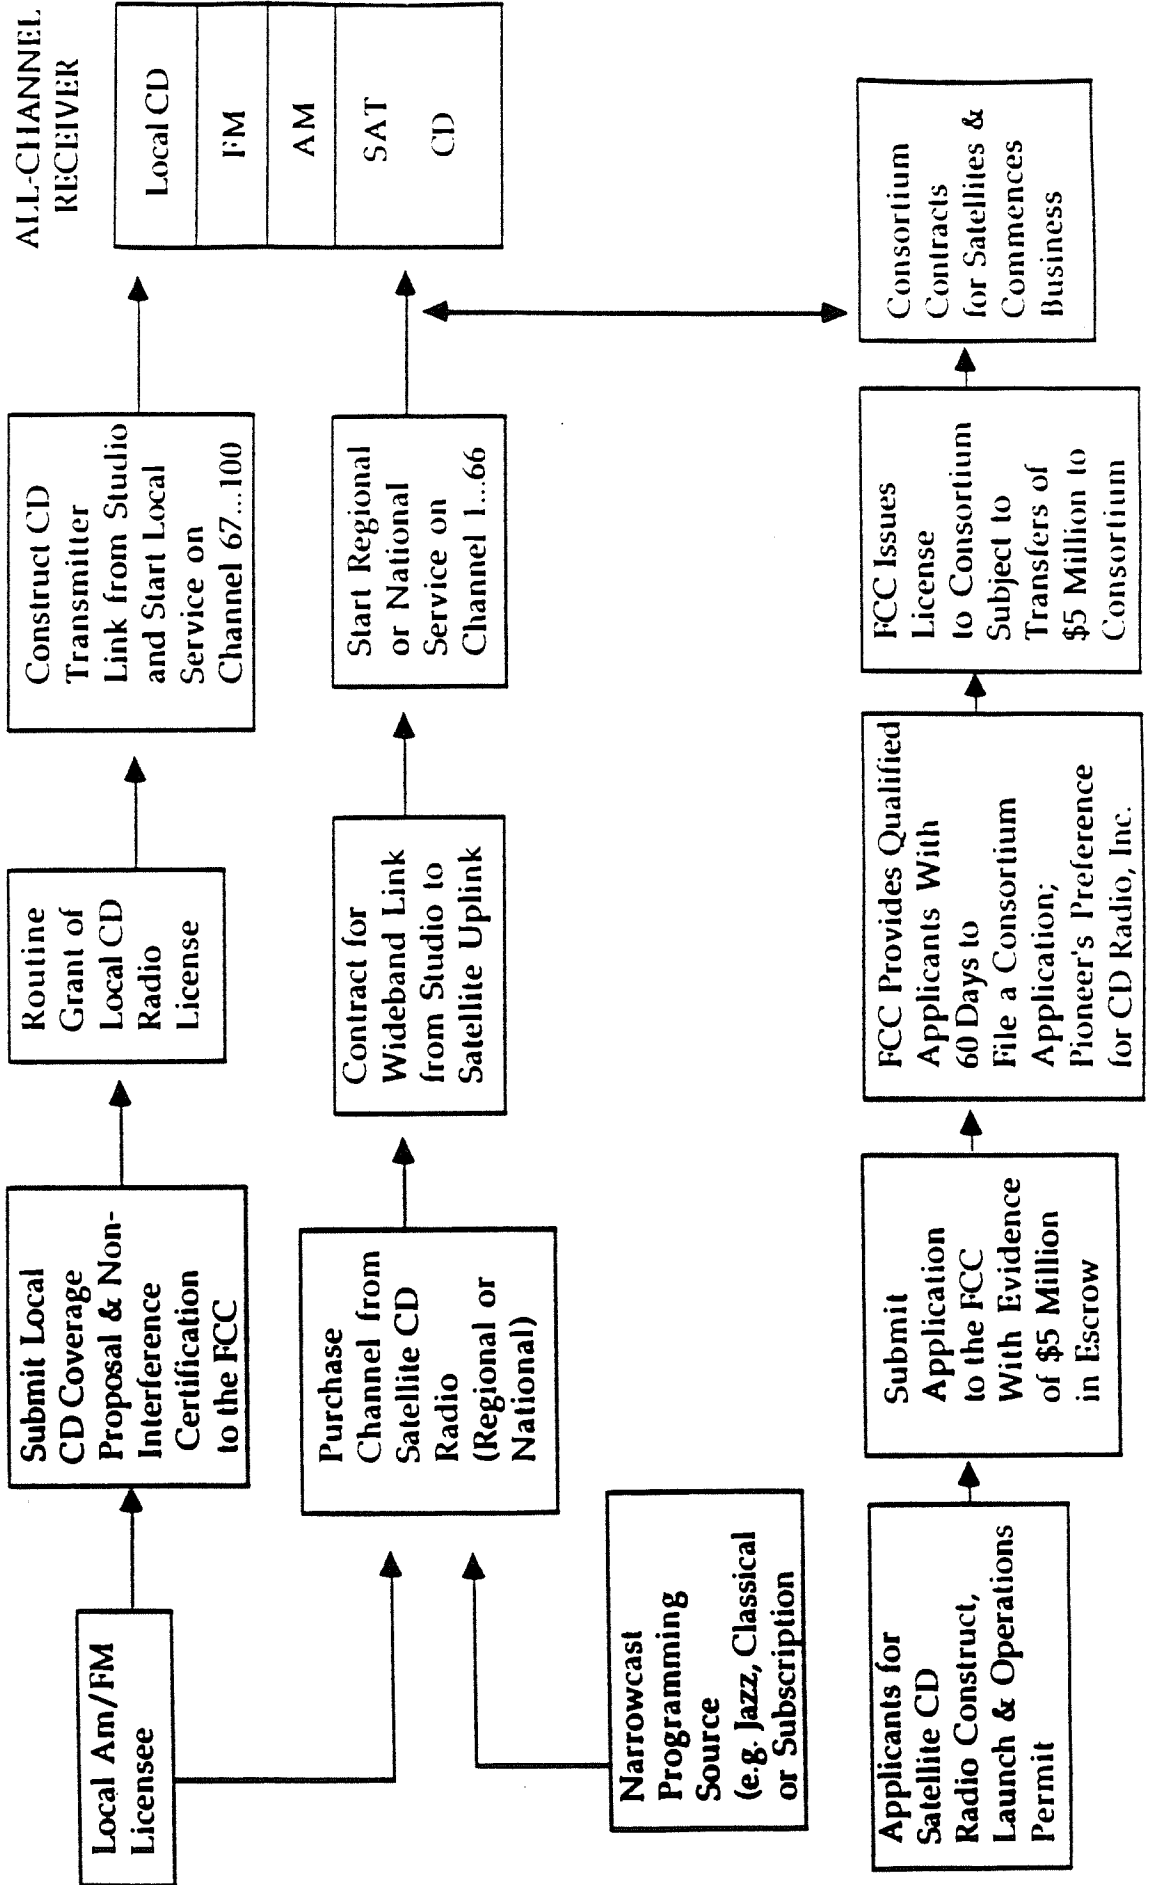 ALL-CHANNEL
RECEIVER
Local Am/FM
Licensee
Submit Local
CD Coverage
Proposal & Non-
Interference
Certification
to the FCC
Routine
Grant of
Local CD
Radio
License
Construct CD
Transmitter
Link from Studio
and Start Local
Service on
Channel 67...100
Local CD
FM
AM
SAT
CD
Purchase
Channel from
Satellite CD
Radio
(Regional or
National)
Contract for
Wideband Link
from Studio to
Satellite Uplink
Start Regional
or National
Service on
Channel 1...66
Narrowcast
Programming
Source
(e.g. Jazz, Classical
or Subscription
Applicants for
Satellite CD
Radio Construct,
Launch & Operations
Permit
Submit
Application
to the FCC
With Evidence
of $5 Million
in Escrow
FCC Provides Qualified
Applicants With
60 Days to
File a Consortium
Application;
Pioneer's Preference
for CD Radio, Inc.
FCC Issues
License
to Consortium
Subject to
Transfers of
$5 Million to
Consortium
Consortium
Contracts
for Satellites &
Commences
Business